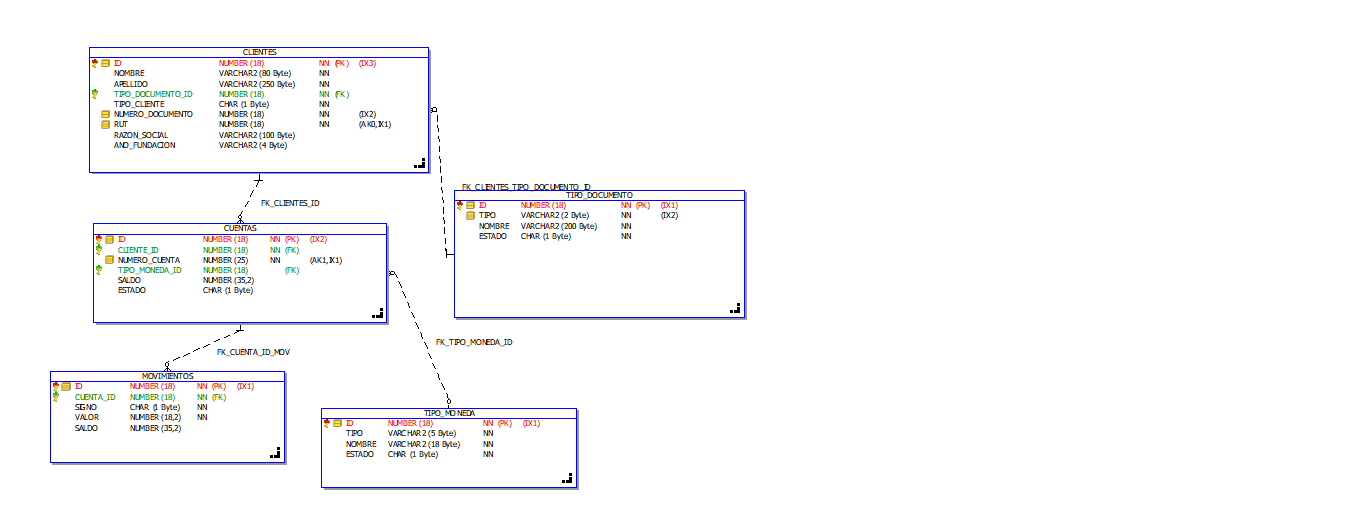 CLIENTES
ID NUMBER (18) NN (PK) (IX3)
NOMBRE VARCHAR2 (80 Byte) NN
APELLIDO VARCHAR2 (250 Byte) NN
TIPO_DOCUMENTO_ID NUMBER (18) NN (FK)
TIPO_CLIENTE CHAR (1 Byte) NN
NUMERO_DOCUMENTO NUMBER (18) NN (IX2)
RUT NUMBER (18) NN (AK0,IX1)
RAZON_SOCIAL VARCHAR2 (100 Byte)
ANO_FUNDACION VARCHAR2 (4 Byte)
FK_CLIENTES_TIPO_DOCUMENTO_ID
TIPO_DOCUMENTO
ID NUMBER (18) NN (PK) (IX1)
TIPO VARCHAR2 (2 Byte) NN (IX2)
NOMBRE VARCHAR2 (200 Byte) NN
ESTADO CHAR (1 Byte) NN
FK_CLIENTES_ID
CUENTAS
ID NUMBER (18) NN (PK) (IX2)
CLIENTE_ID NUMBER (18) NN (FK)
NUMERO_CUENTA NUMBER (25) NN (AK1,IX1)
TIPO_MONEDA_ID NUMBER (18) (FK)
SALDO NUMBER (35,2)
ESTADO CHAR (1 Byte)
FK_TIPO_MONEDA_ID
FK_CUENTA_ID_MOV
MOVIMIENTOS
ID NUMBER (18) NN (PK) (IX1)
CUENTA_ID NUMBER (18) NN (FK)
SIGNO CHAR (1 Byte) NN
VALOR NUMBER (18,2) NN
SALDO NUMBER (35,2)
TIPO_MONEDA
ID NUMBER (18) NN (PK) (IX1)
TIPO VARCHAR2 (5 Byte) NN
NOMBRE VARCHAR2 (18 Byte) NN
ESTADO CHAR (1 Byte) NN